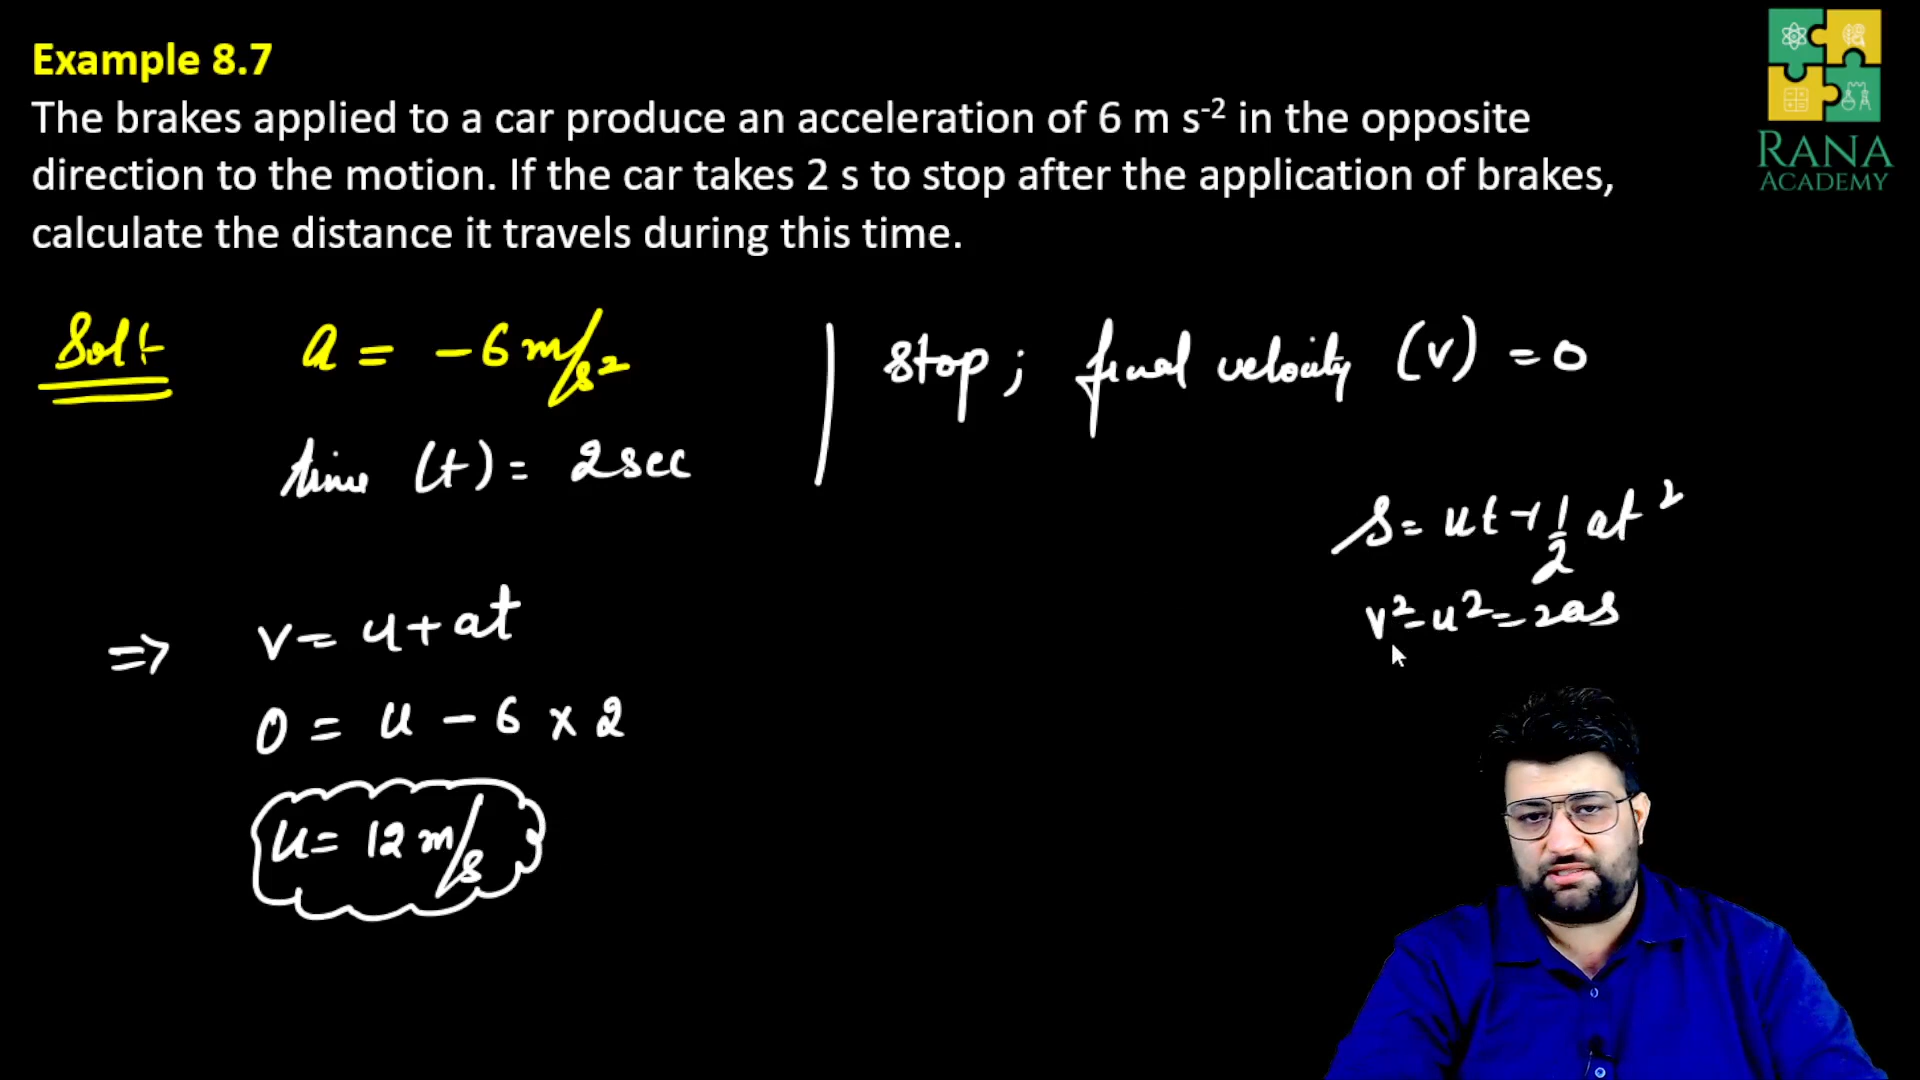 Example 8.7
The brakes applied to a car produce an acceleration of 6 m s⁻² in the opposite
direction to the motion. If the car takes 2 s to stop after the application of brakes,
calculate the distance it travels during this time.
RANA
ACADEMY
Solt
a = -6 m/s²
time (t) = 2 sec
stop; final velocity (v) = 0
s = ut + 1/2 at²
v² - u² = 2as
⇒ v = u + at
0 = u - 6 × 2
u = 12 m/s